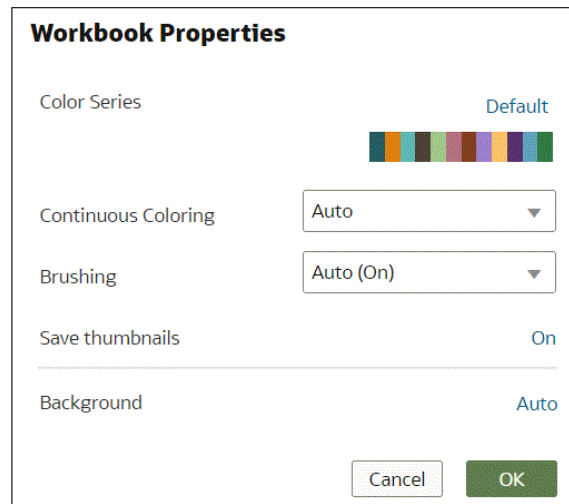 Workbook Properties
Color Series
Default
Continuous Coloring
Auto
Brushing
Auto (On)
Save thumbnails
On
Background
Auto
Cancel
OK